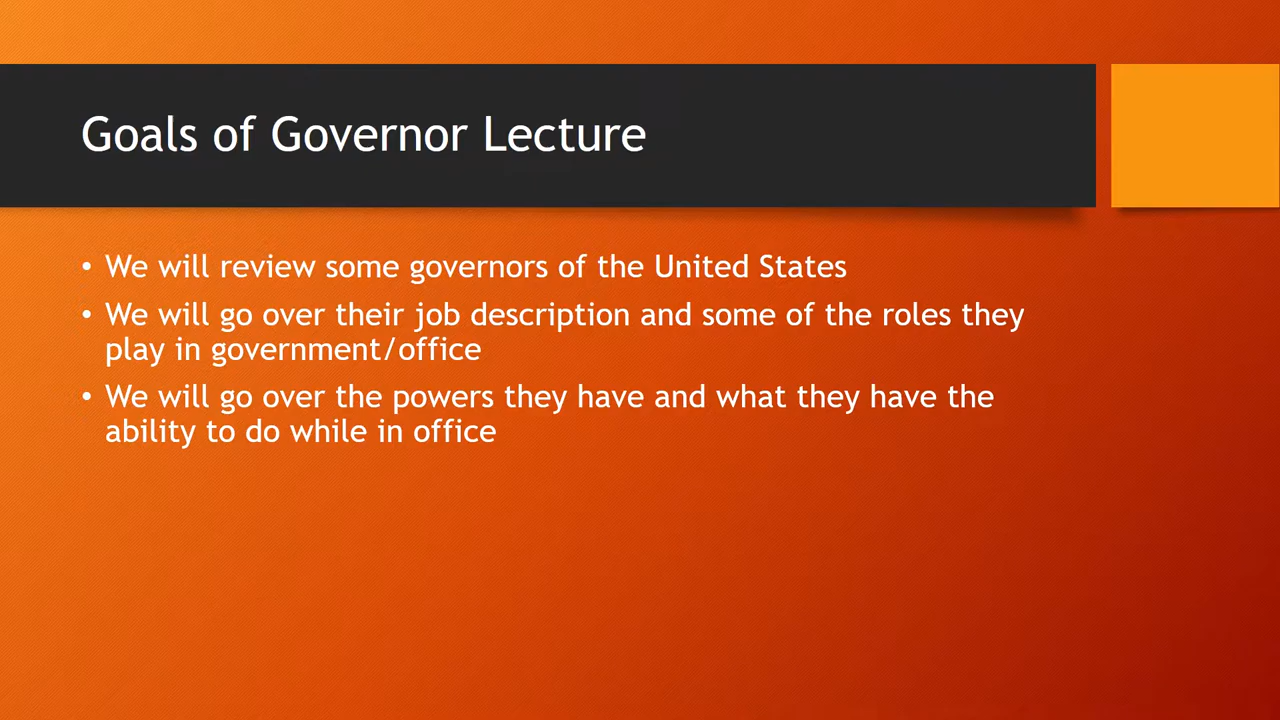 Goals of Governor Lecture
• We will review some governors of the United States
• We will go over their job description and some of the roles they
play in government/office
• We will go over the powers they have and what they have the
ability to do while in office